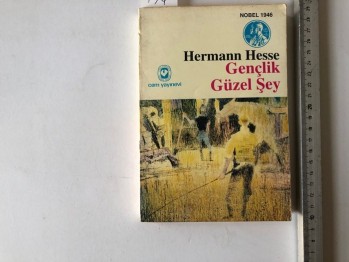 NOBEL 1946
Hermann Hesse
Gençlik
Güzel Şey
cem yayınevi